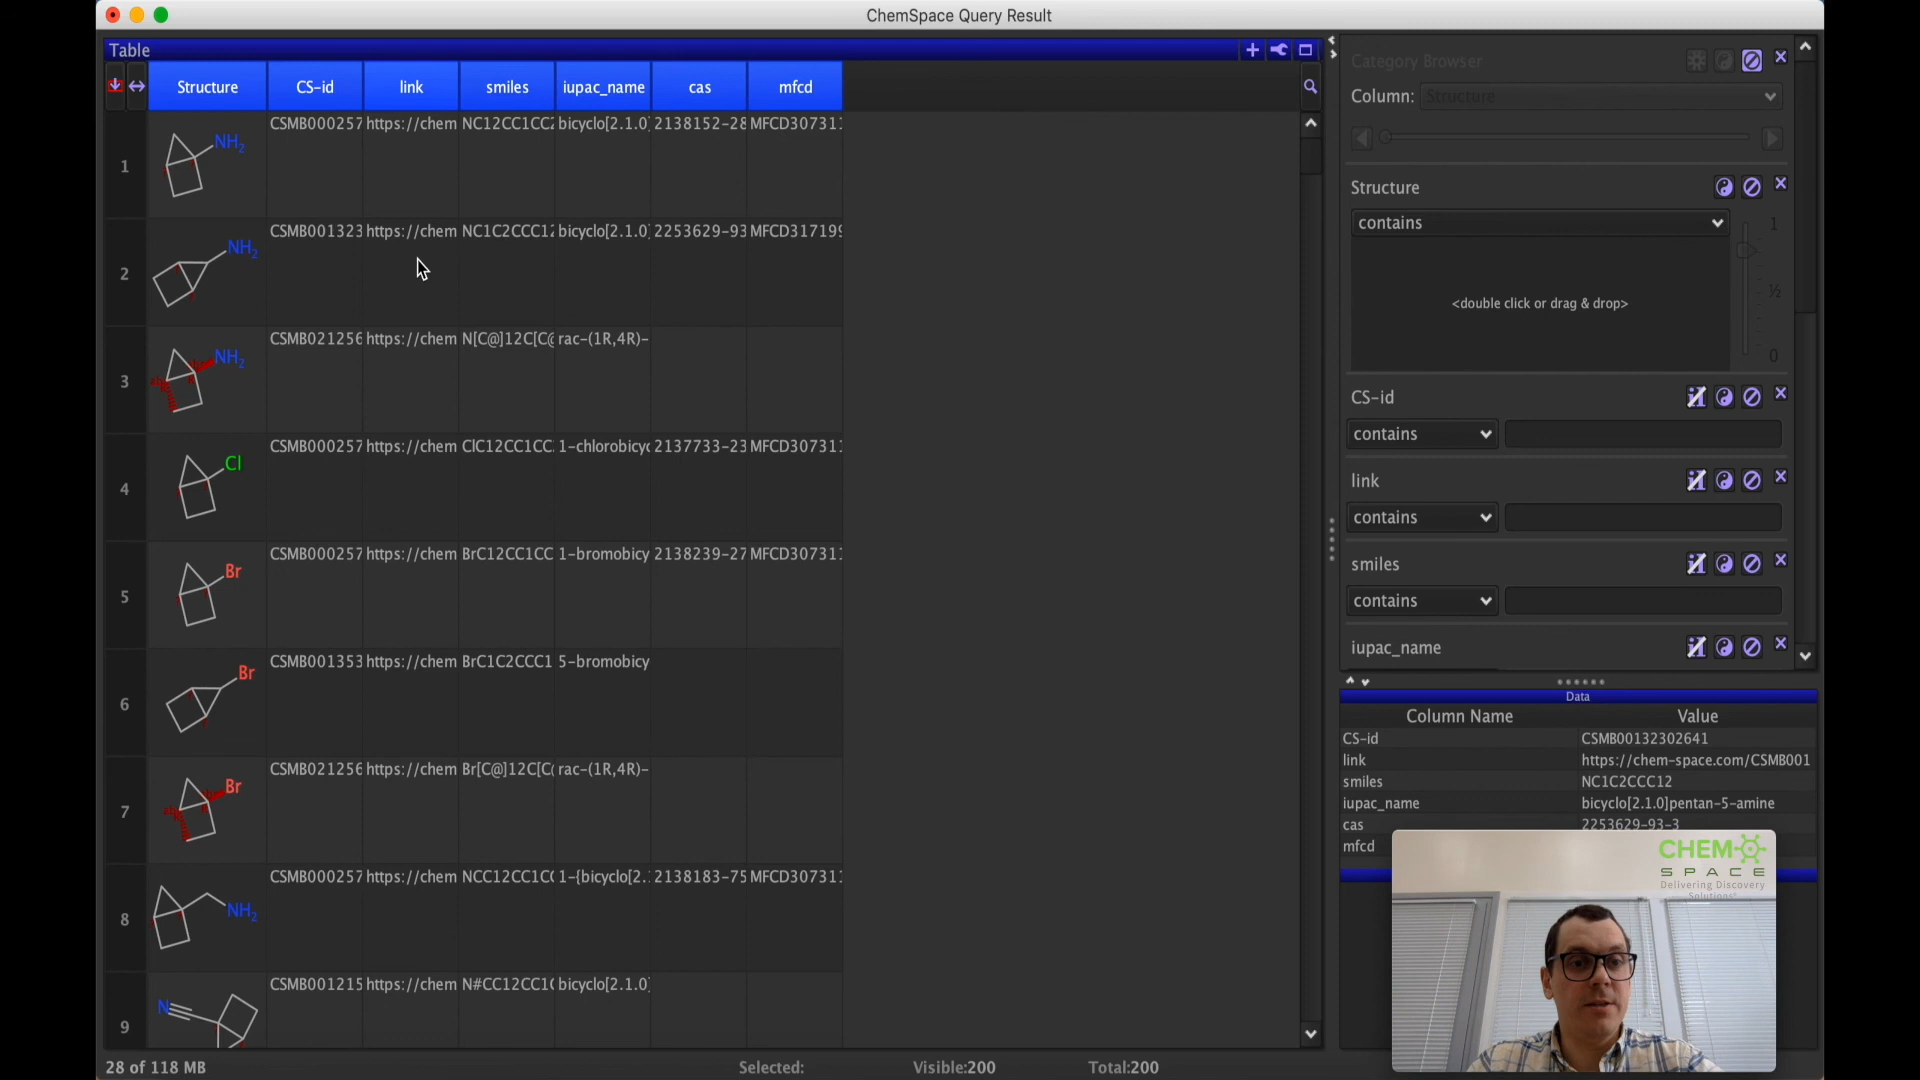 ChemSpace Query Result
Table
Structure CS-id link smiles iupac_name cas mfcd
1 NH2 CSMB000257 https://chem NC12CC1CC2 bicyclo[2.1.0] 2138152-28 MFCD30731
2 NH2 CSMB001323 https://chem NC1C2CCC12 bicyclo[2.1.0] 2253629-93 MFCD317199
3 NH2 CSMB021256 https://chem N[C@]12C[C@ rac-(1R,4R)-
4 Cl CSMB000257 https://chem ClC12CC1CC 1-chlorobicyc 2137733-23 MFCD30731
5 Br CSMB000257 https://chem BrC12CC1CC 1-bromobicy 2138239-27 MFCD30731
6 Br CSMB001353 https://chem BrC1C2CCC1 5-bromobicy
7 Br CSMB021256 https://chem Br[C@]12C[C rac-(1R,4R)-
8 NH2 CSMB000257 https://chem NCC12CC1C 1-{bicyclo[2. 2138183-75 MFCD30731
9 N CSMB001215 https://chem N#CC12CC1 bicyclo[2.1.0]
28 of 118 MB Selected: Visible:200 Total:200
Category Browser
Column: Structure
Structure
contains
1
<double click or drag & drop>
½
0
CS-id
contains
link
contains
smiles
contains
iupac_name
Data
Column Name Value
CS-id CSMB00132302641
link https://chem-space.com/CSMB001
smiles NC1C2CCC12
iupac_name bicyclo[2.1.0]pentan-5-amine
cas 2253629-93-3
mfcd
CHEM
SPACE
Delivering Discovery
Solutions